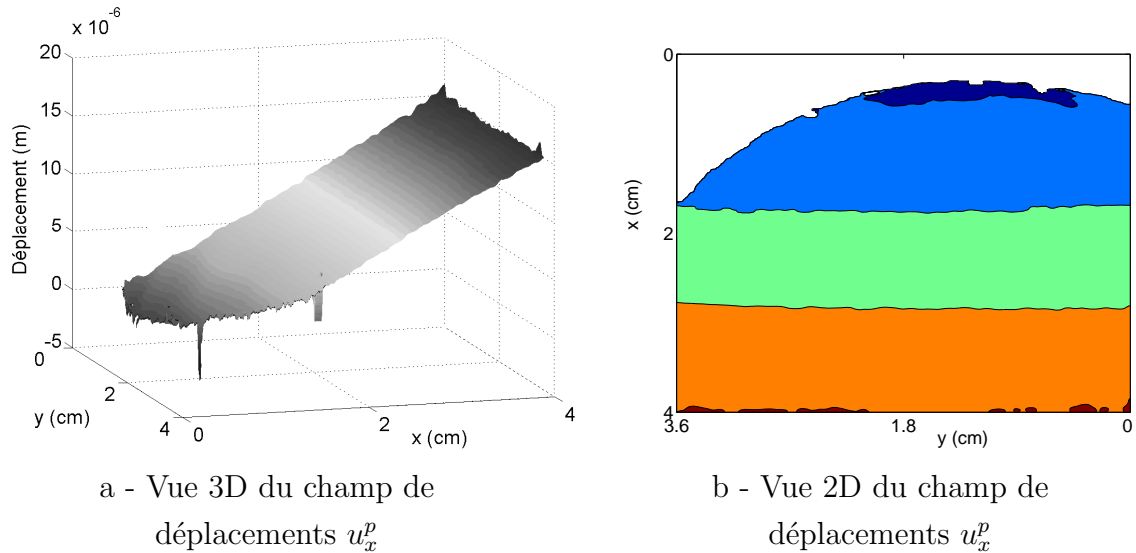 x 10^-6
20
15
10
5
0
-5
Déplacement (m)
0
2
4
y (cm)
0
2
4
x (cm)
a - Vue 3D du champ de
déplacements u_x^p
0
2
4
x (cm)
3.6
1.8
0
y (cm)
b - Vue 2D du champ de
déplacements u_x^p